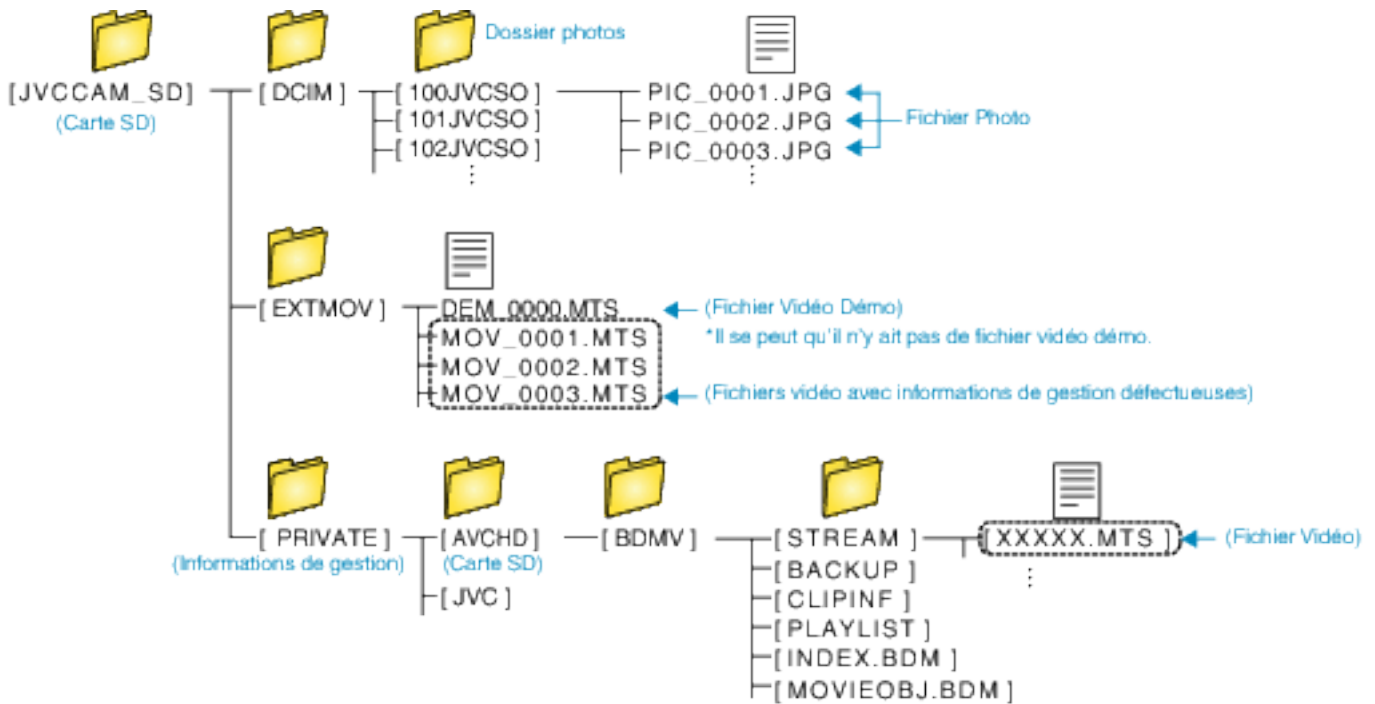 Dossier photos
[JVCCAM_SD] [DCIM] [100JVCSO] PIC_0001.JPG
(Carte SD) [101JVCSO] PIC_0002.JPG Fichier Photo
[102JVCSO] PIC_0003.JPG
[EXTMOV] DEM_0000.MTS (Fichier Vidéo Démo)
MOV_0001.MTS *Il se peut qu'il n'y ait pas de fichier vidéo démo.
MOV_0002.MTS
MOV_0003.MTS (Fichiers vidéo avec informations de gestion défectueuses)
[PRIVATE] [AVCHD] [BDMV] [STREAM] [XXXXX.MTS] (Fichier Vidéo)
(Informations de gestion) (Carte SD) [BACKUP]
[JVC] [CLIPINF]
[PLAYLIST]
[INDEX.BDM]
[MOVIEOBJ.BDM]